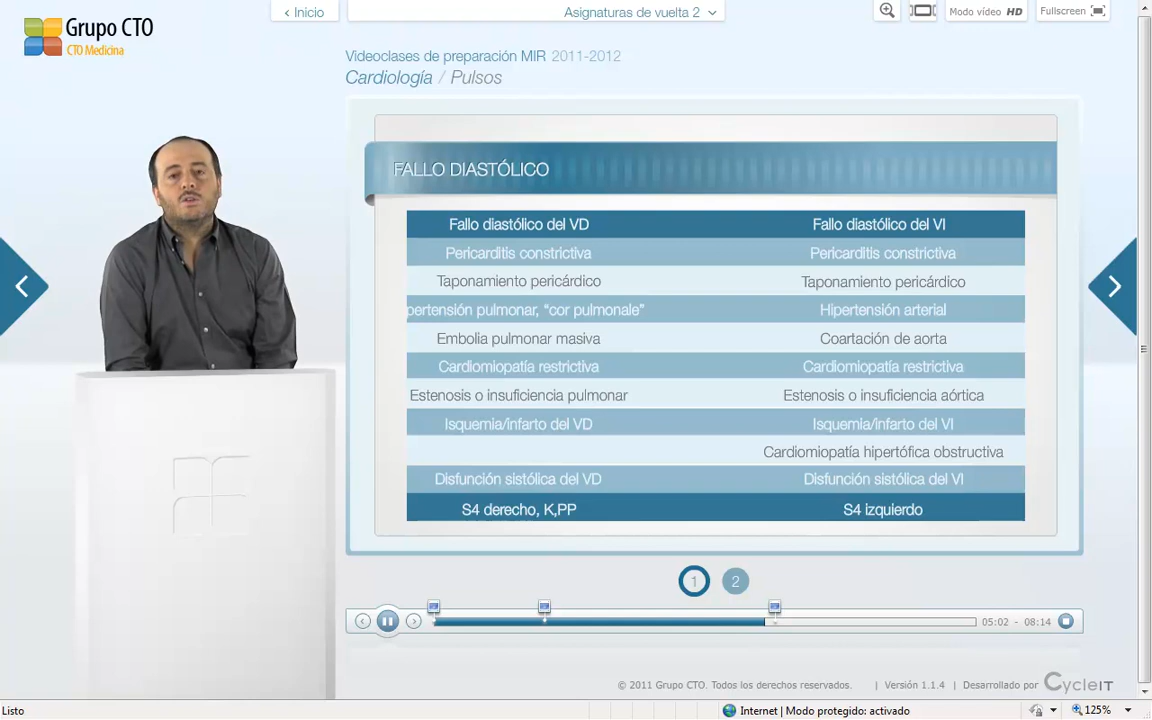 Grupo CTO
CTO Medicina
‹ Inicio
Asignaturas de vuelta 2
Modo vídeo HD
Fullscreen
Videoclases de preparación MIR 2011-2012
Cardiología / Pulsos
FALLO DIASTÓLICO
Fallo diastólico del VD Fallo diastólico del VI
Pericarditis constrictiva Pericarditis constrictiva
Taponamiento pericárdico Taponamiento pericárdico
pertensión pulmonar, “cor pulmonale” Hipertensión arterial
Embolia pulmonar masiva Coartación de aorta
Cardiomiopatía restrictiva Cardiomiopatía restrictiva
Estenosis o insuficiencia pulmonar Estenosis o insuficiencia aórtica
Isquemia/infarto del VD Isquemia/infarto del VI
Cardiomiopatía hipertófica obstructiva
Disfunción sistólica del VD Disfunción sistólica del VI
S4 derecho, K,PP S4 izquierdo
1 2
05:02 - 08:14
© 2011 Grupo CTO. Todos los derechos reservados. | Versión 1.1.4 | Desarrollado por CycleIT
Listo
Internet | Modo protegido: activado
125%